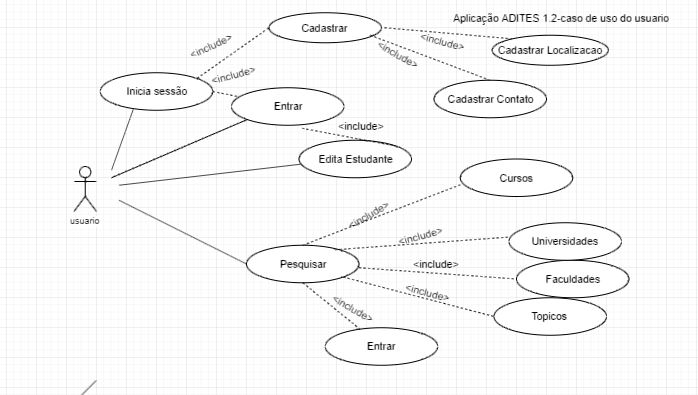 Aplicação ADITES 1.2-caso de uso do usuario
Cadastrar
<include>
Cadastrar Localizacao
<include>
<include>
<include>
Inicia sessão
Entrar
Cadastrar Contato
<include>
Edita Estudante
Cursos
usuario
<include>
<include>
Universidades
Pesquisar
<include>
Faculdades
<include>
<include>
Topicos
Entrar